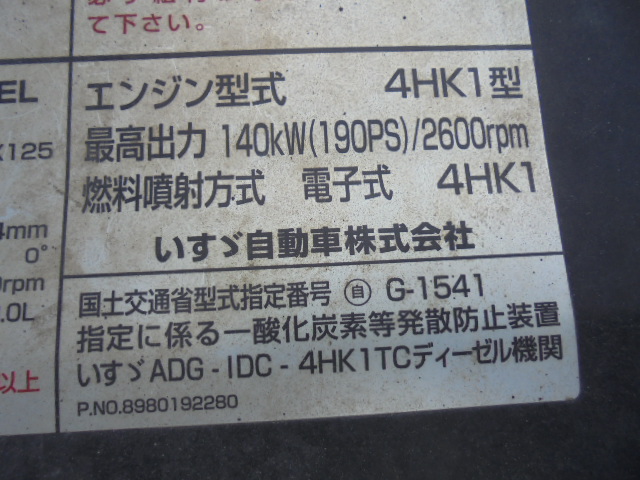 て下さい。
EL
エンジン型式 4HK1型
X125
最高出力 140kW(190PS)/2600rpm
燃料噴射方式 電子式 4HK1
4mm
0°
いすゞ自動車株式会社
0rpm
.0L
国土交通省型式指定番号 自 G-1541
指定に係る一酸化炭素等発散防止装置
以上
いすゞADG-IDC-4HK1TCディーゼル機関
P.NO.8980192280